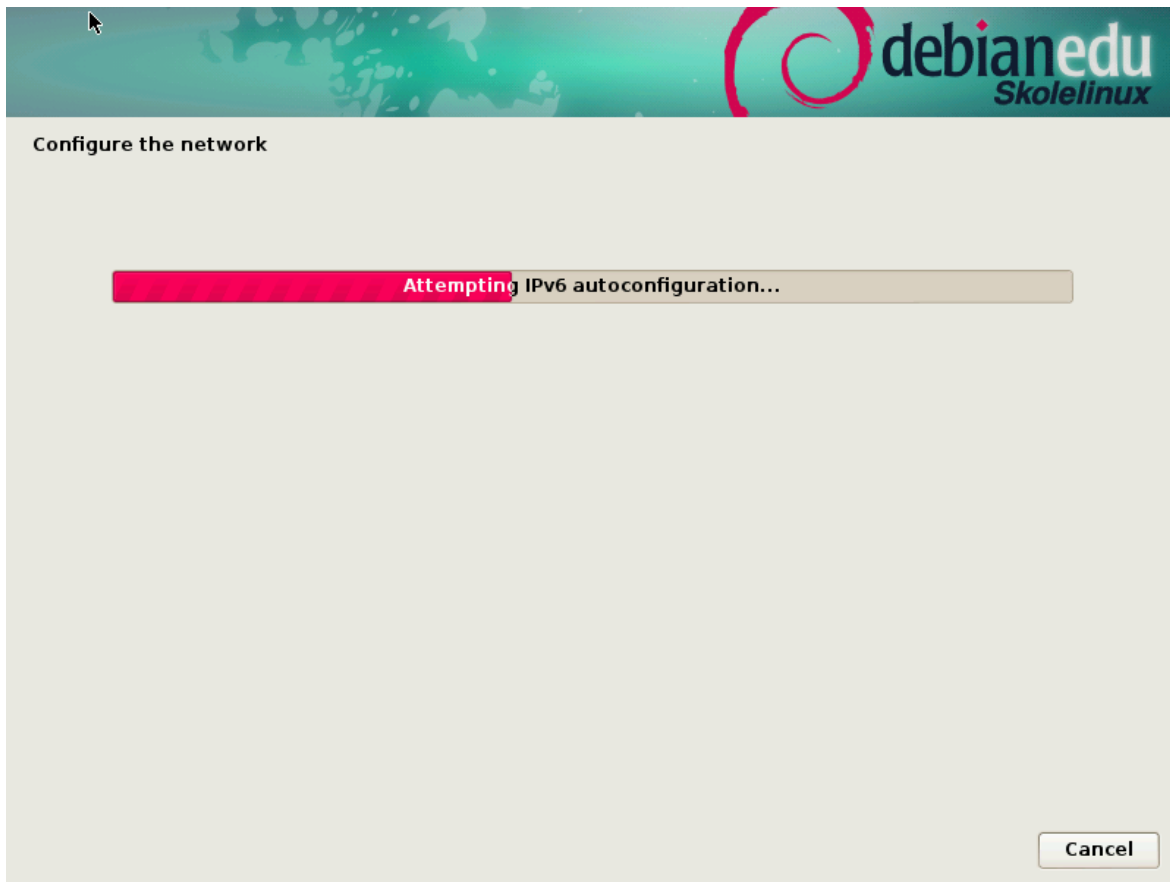 debianedu
Skolelinux
Configure the network
Attempting IPv6 autoconfiguration...
Cancel